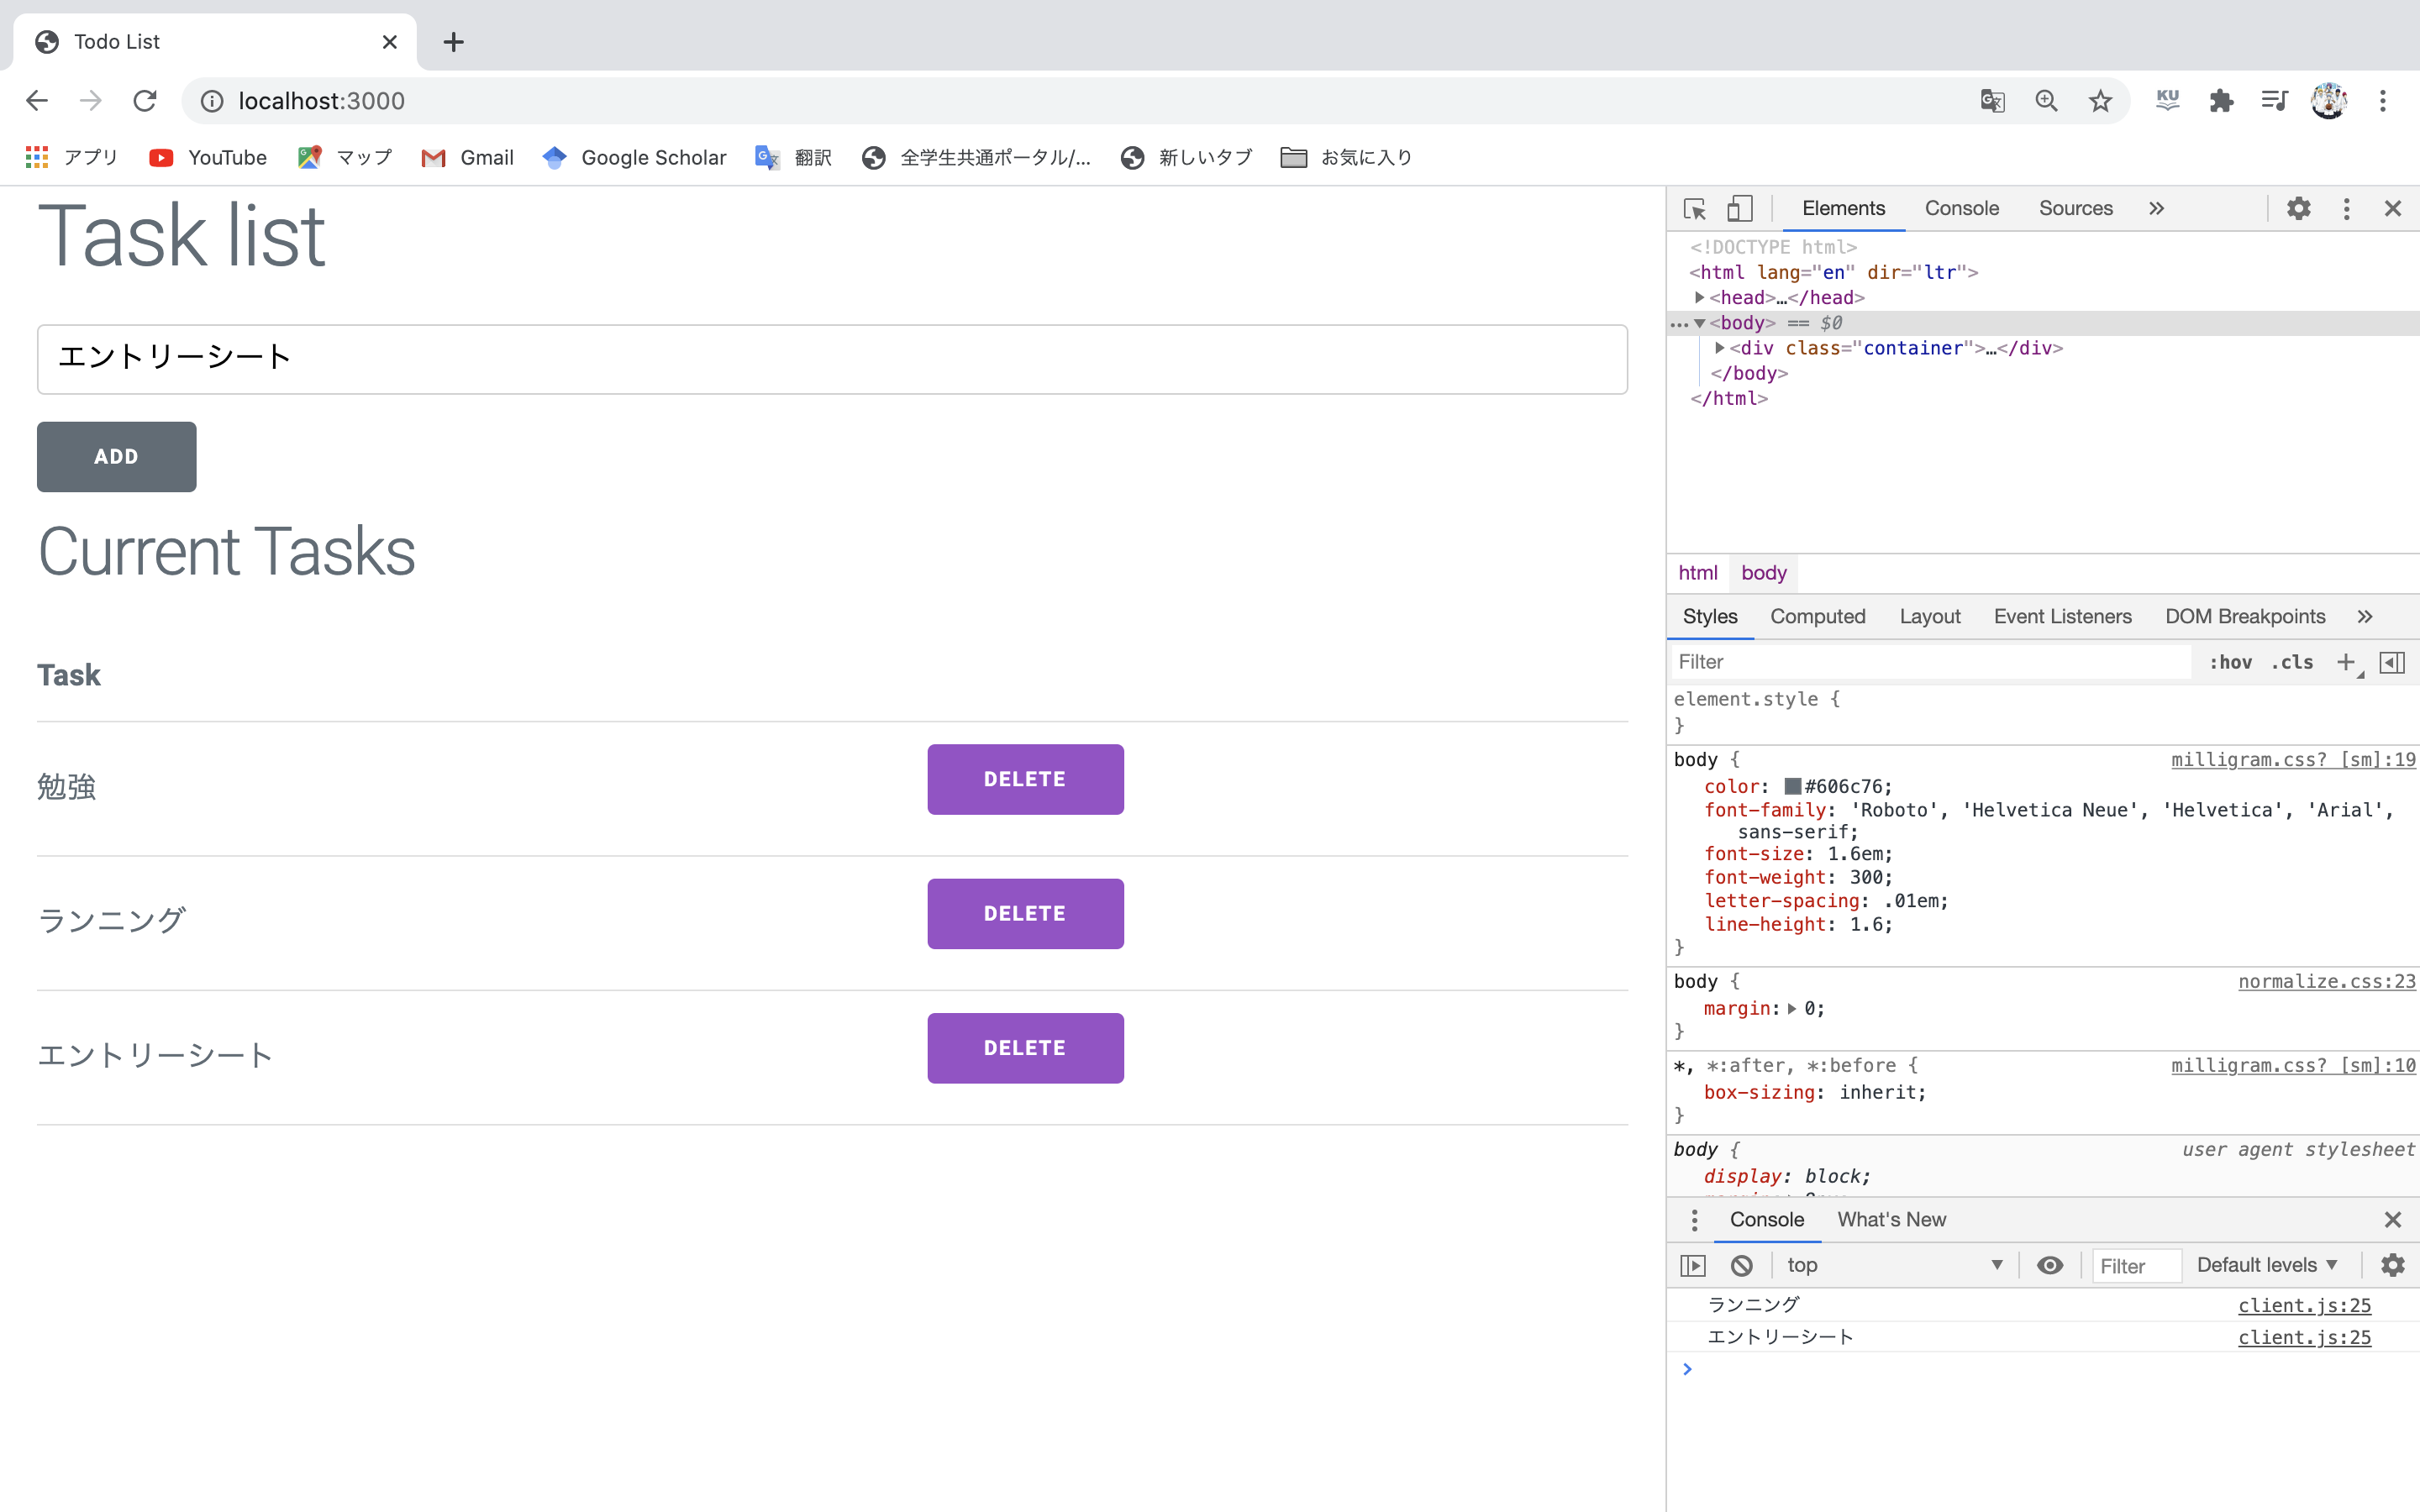 Todo List
localhost:3000
アプリ YouTube マップ Gmail Google Scholar 翻訳 全学生共通ポータル/... 新しいタブ お気に入り
Task list
エントリーシート
ADD
Current Tasks
Task
勉強 DELETE
ランニング DELETE
エントリーシート DELETE
Elements Console Sources »
<!DOCTYPE html>
<html lang="en" dir="ltr">
<head>…</head>
<body> == $0
<div class="container">…</div>
</body>
</html>
html body
Styles Computed Layout Event Listeners DOM Breakpoints »
Filter :hov .cls +
element.style {
}
body { milligram.css? [sm]:19
color: #606c76;
font-family: 'Roboto', 'Helvetica Neue', 'Helvetica', 'Arial',
sans-serif;
font-size: 1.6em;
font-weight: 300;
letter-spacing: .01em;
line-height: 1.6;
}
body { normalize.css:23
margin: 0;
}
*, *:after, *:before { milligram.css? [sm]:10
box-sizing: inherit;
}
body { user agent stylesheet
display: block;
Console What's New
top Filter Default levels
ランニング client.js:25
エントリーシート client.js:25
>
KU